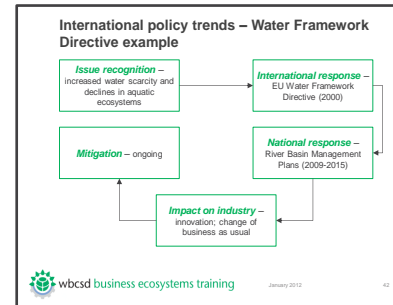 International policy trends – Water Framework
Directive example
Issue recognition –
increased water scarcity and
declines in aquatic
ecosystems
International response –
EU Water Framework
Directive (2000)
Mitigation – ongoing
National response –
River Basin Management
Plans (2009-2015)
Impact on industry –
innovation; change of
business as usual
wbcsd business ecosystems training
January 2012
42